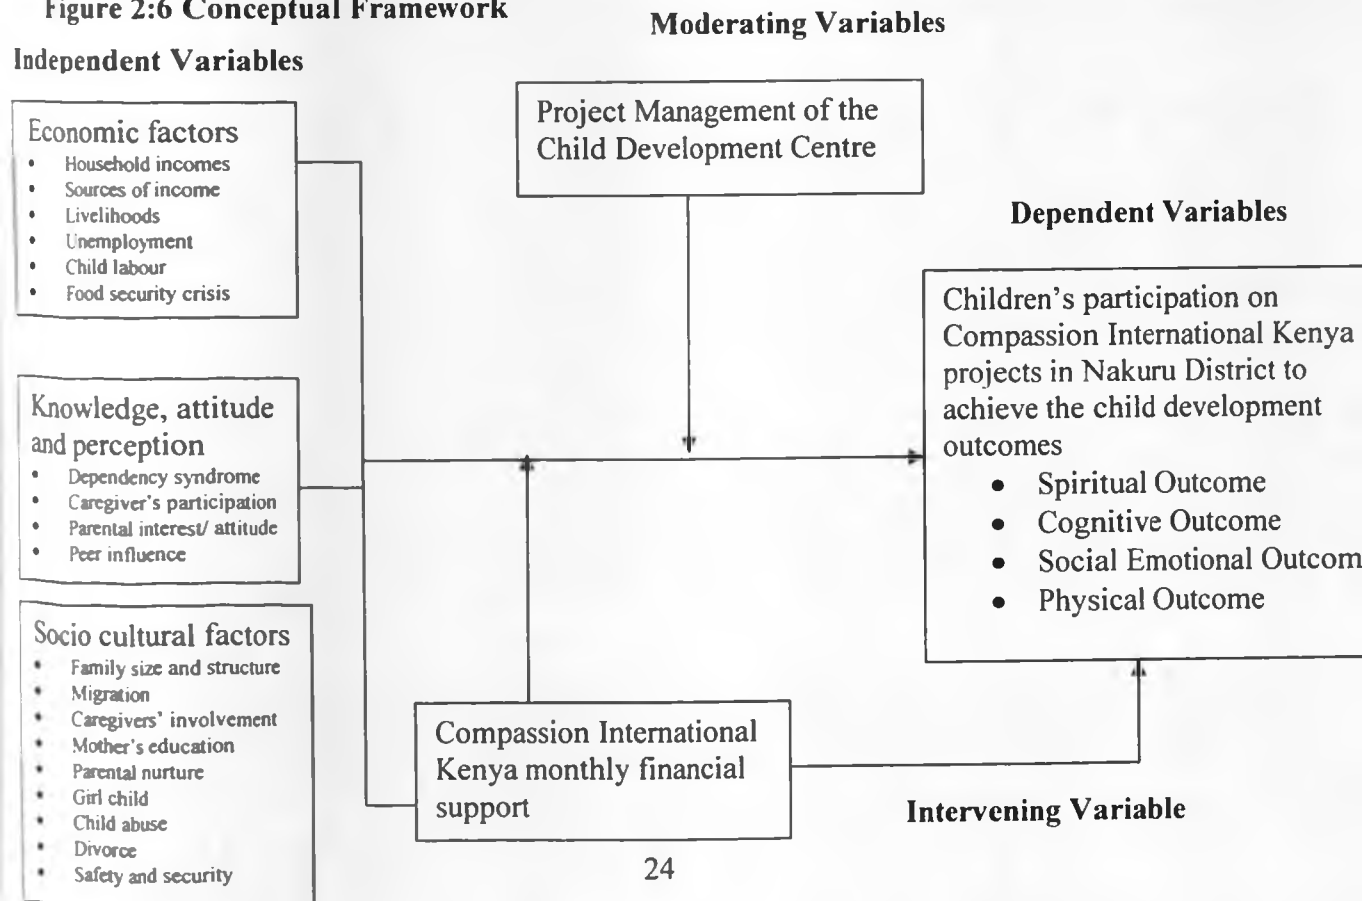 Figure 2:6 Conceptual Framework
Moderating Variables
Independent Variables
Economic factors
• Household incomes
• Sources of income
• Livelihoods
• Unemployment
• Child labour
• Food security crisis
Project Management of the
Child Development Centre
Dependent Variables
Knowledge, attitude
and perception
• Dependency syndrome
• Caregiver's participation
• Parental interest/ attitude
• Peer influence
Children's participation on
Compassion International Kenya
projects in Nakuru District to
achieve the child development
outcomes
• Spiritual Outcome
• Cognitive Outcome
• Social Emotional Outcom
• Physical Outcome
Socio cultural factors
• Family size and structure
• Migration
• Caregivers' involvement
• Mother's education
• Parental nurture
• Girl child
• Child abuse
• Divorce
• Safety and security
Compassion International
Kenya monthly financial
support
Intervening Variable
24